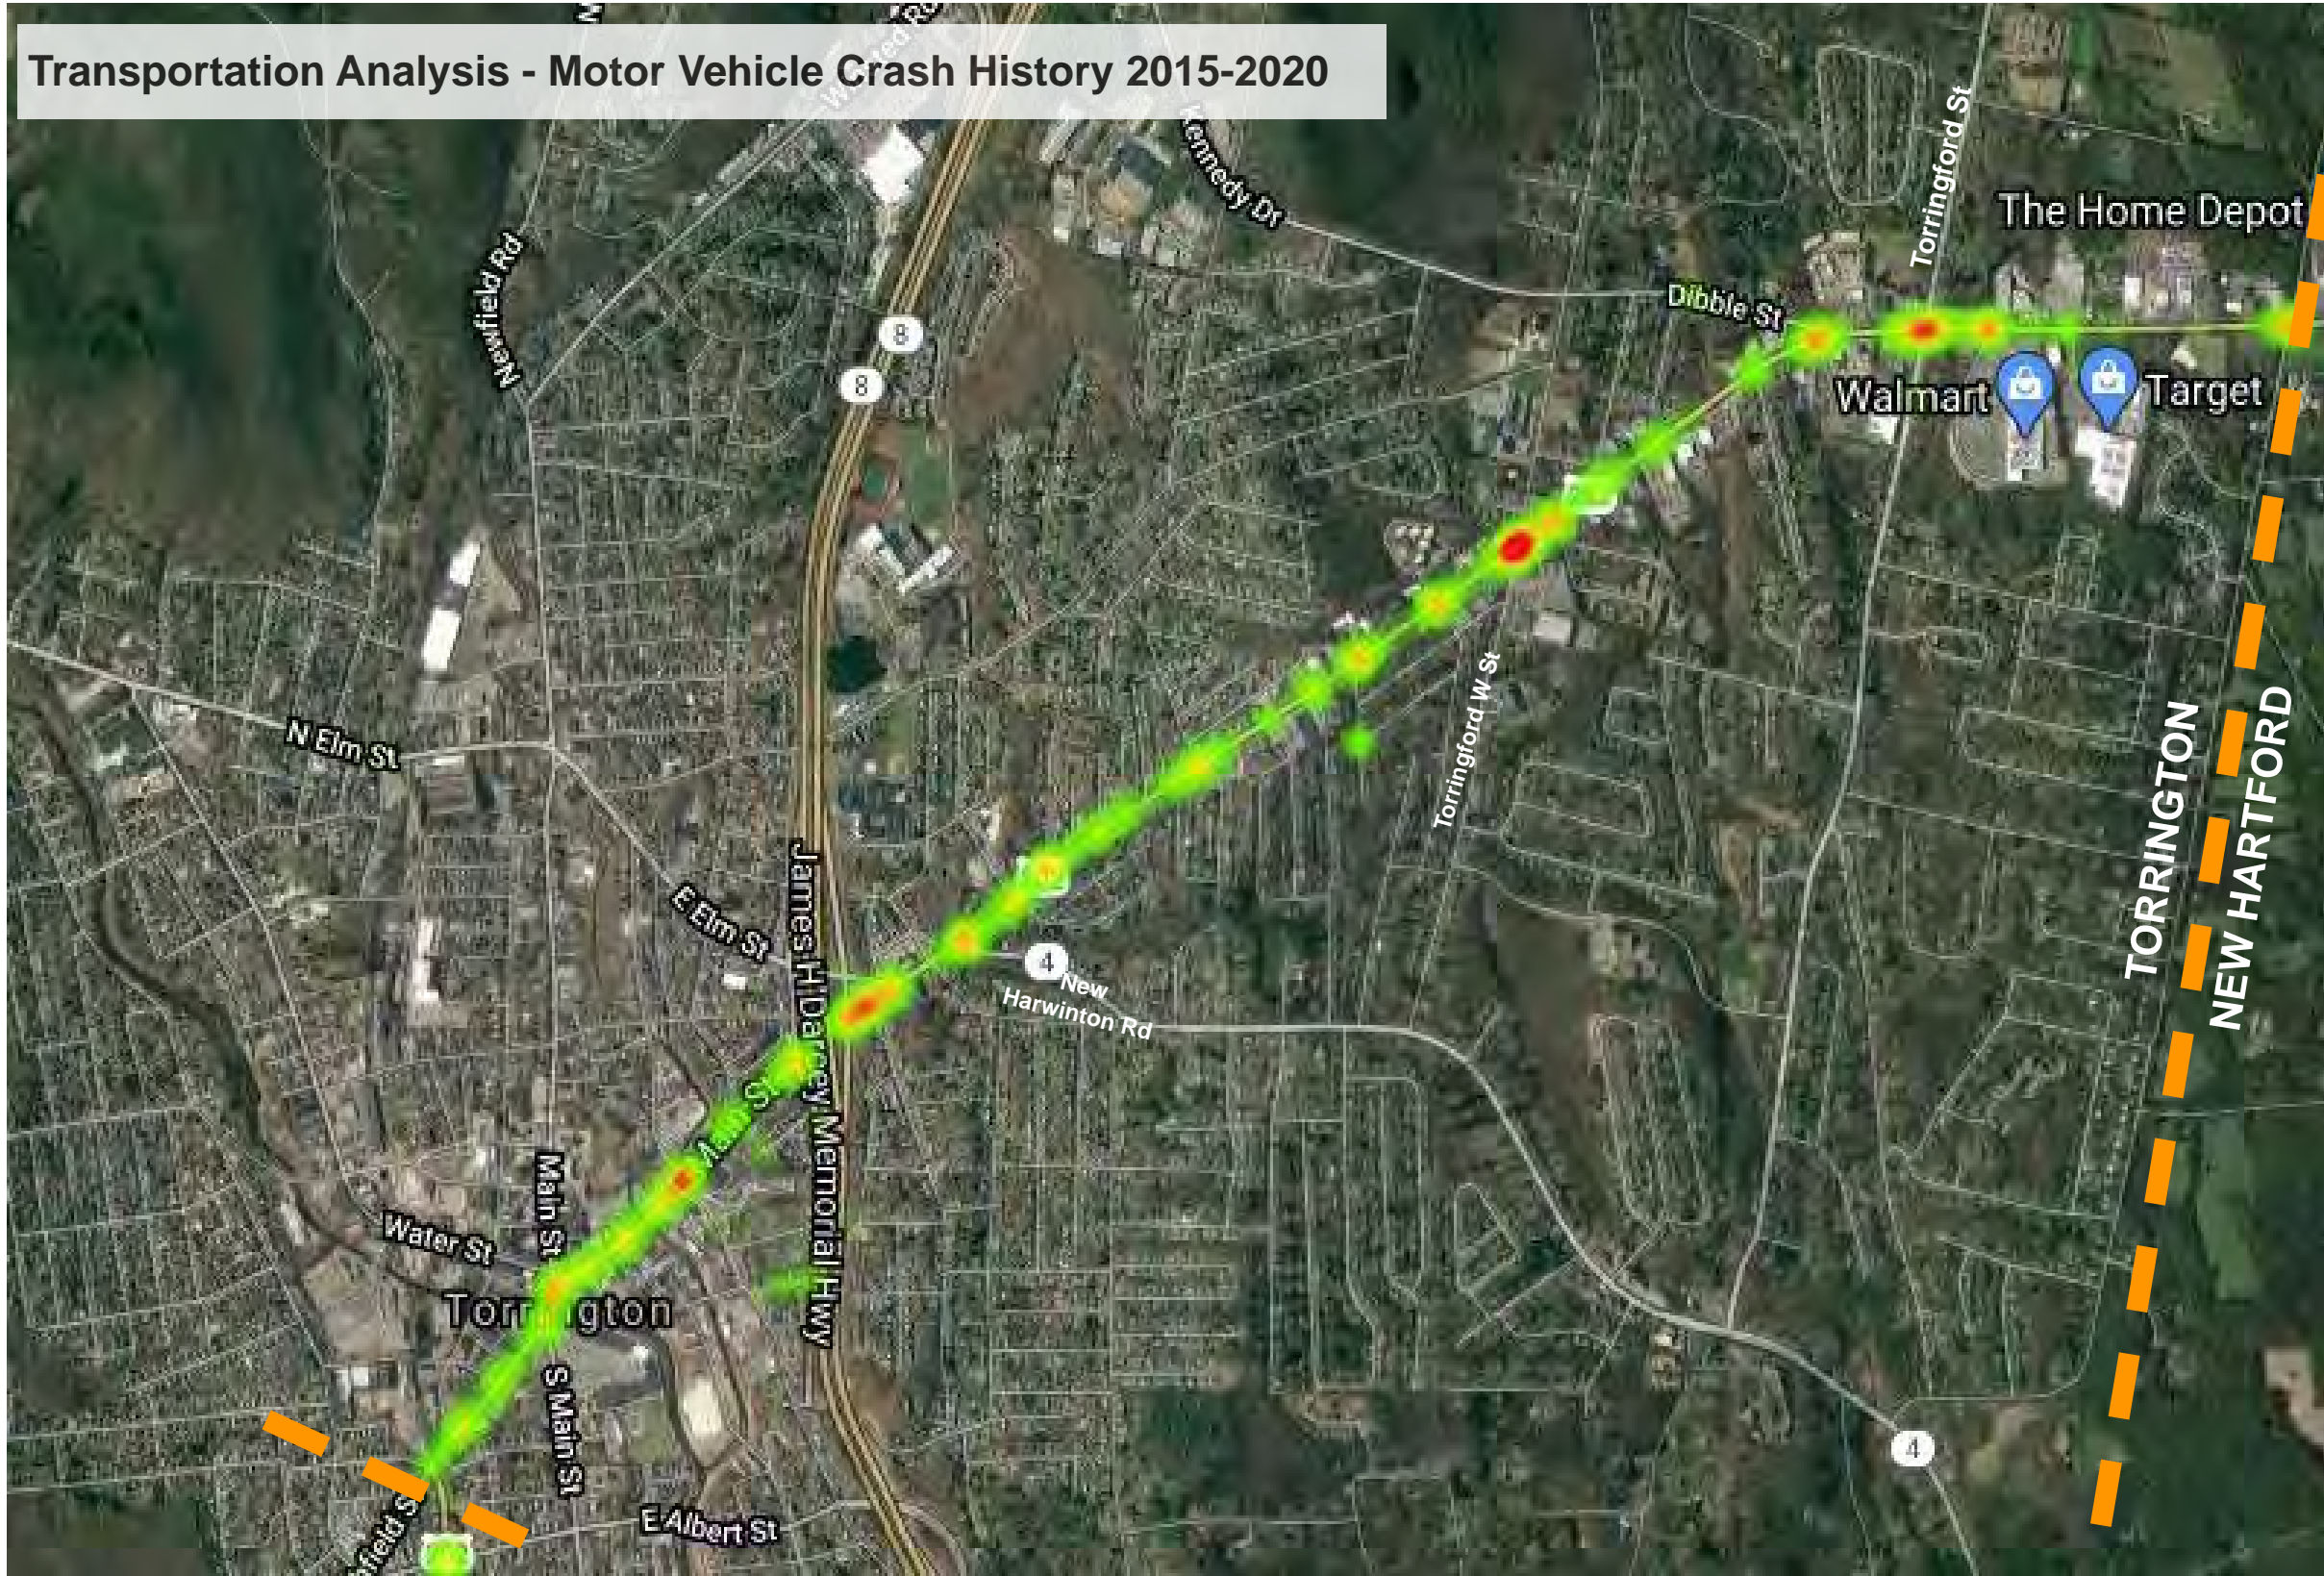 Transportation Analysis - Motor Vehicle Crash History 2015-2020
Kennedy Dr
Torringford St
The Home Depot
Newfield Rd
8
8
Dibble St
Walmart
Target
N Elm St
Torringford W St
TORRINGTON
NEW HARTFORD
E Elm St
James H Darcey Memorial Hwy
4
New
Harwinton Rd
Main St
Water St
S Main St
E Albert St
4